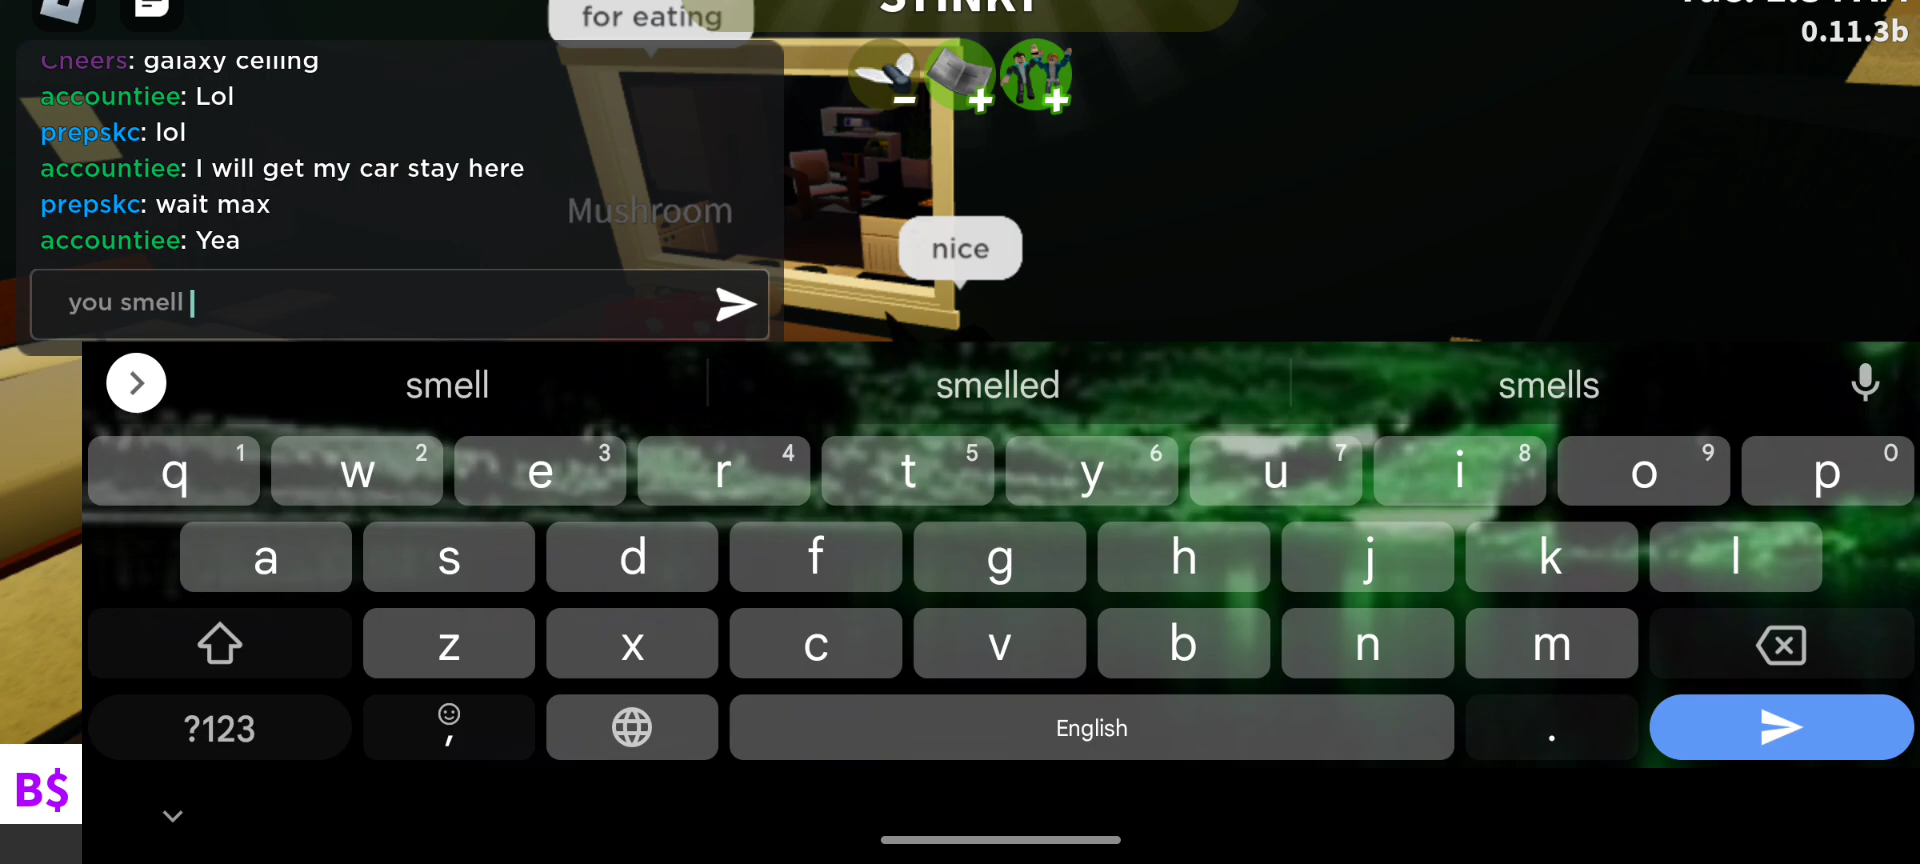 for eating
0.11.3b
Cheers: galaxy ceiling
accountiee: Lol
prepskc: lol
accountiee: I will get my car stay here
prepskc: wait max
accountiee: Yea
Mushroom
nice
you smell
smell smelled smells
q 1 w 2 e 3 r 4 t 5 y 6 u 7 i 8 o 9 p 0
a s d f g h j k l
z x c v b n m
?123 , English .
B$